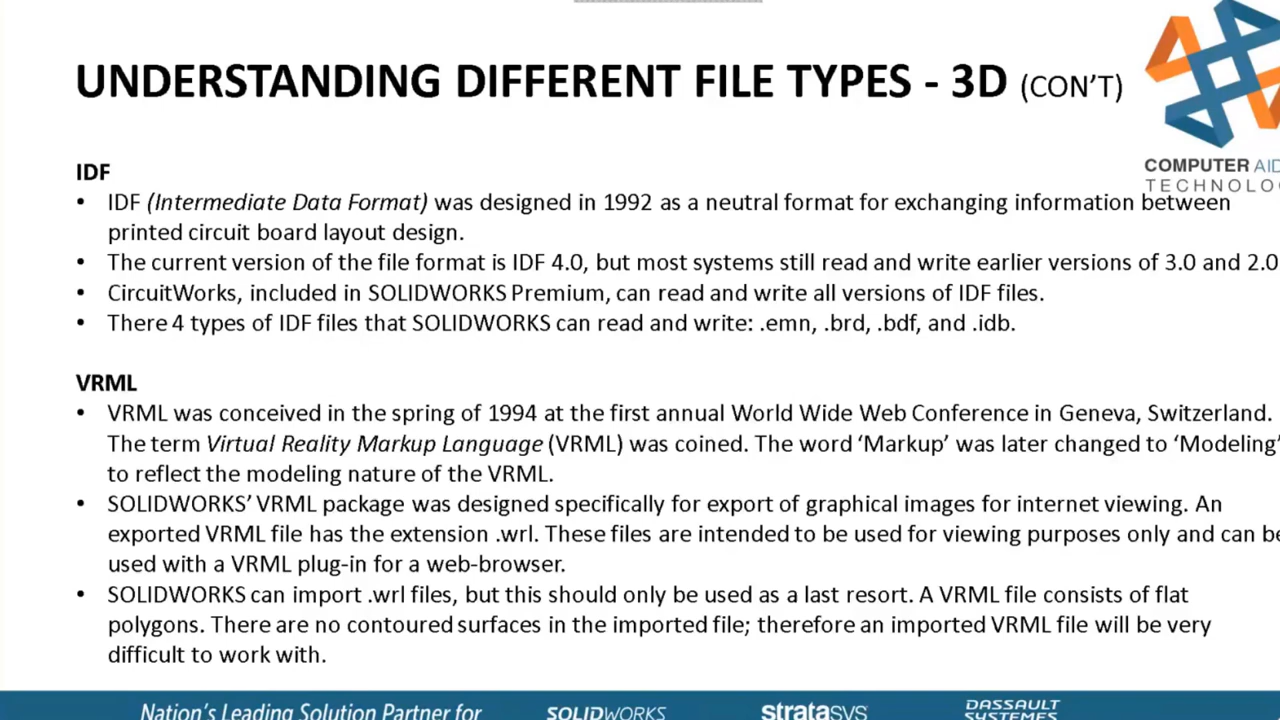 UNDERSTANDING DIFFERENT FILE TYPES - 3D (CON'T)
COMPUTER AID
TECHNOLO
IDF
• IDF (Intermediate Data Format) was designed in 1992 as a neutral format for exchanging information between
printed circuit board layout design.
• The current version of the file format is IDF 4.0, but most systems still read and write earlier versions of 3.0 and 2.0
• CircuitWorks, included in SOLIDWORKS Premium, can read and write all versions of IDF files.
• There 4 types of IDF files that SOLIDWORKS can read and write: .emn, .brd, .bdf, and .idb.
VRML
• VRML was conceived in the spring of 1994 at the first annual World Wide Web Conference in Geneva, Switzerland.
The term Virtual Reality Markup Language (VRML) was coined. The word ‘Markup’ was later changed to ‘Modeling’
to reflect the modeling nature of the VRML.
• SOLIDWORKS’ VRML package was designed specifically for export of graphical images for internet viewing. An
exported VRML file has the extension .wrl. These files are intended to be used for viewing purposes only and can be
used with a VRML plug-in for a web-browser.
• SOLIDWORKS can import .wrl files, but this should only be used as a last resort. A VRML file consists of flat
polygons. There are no contoured surfaces in the imported file; therefore an imported VRML file will be very
difficult to work with.
Nation's Leading Solution Partner for
SOLIDWORKS
stratasys
DASSAULT
SYSTEMES